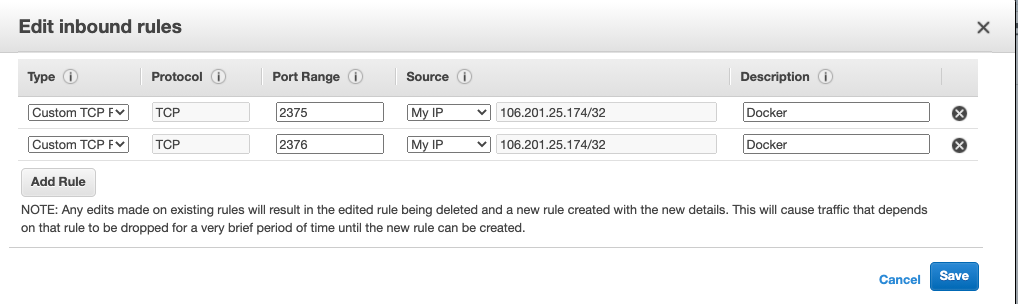 Edit inbound rules
Type Protocol Port Range Source Description
Custom TCP F TCP 2375 My IP 106.201.25.174/32 Docker
Custom TCP F TCP 2376 My IP 106.201.25.174/32 Docker
Add Rule
NOTE: Any edits made on existing rules will result in the edited rule being deleted and a new rule created with the new details. This will cause traffic that depends
on that rule to be dropped for a very brief period of time until the new rule can be created.
Cancel Save